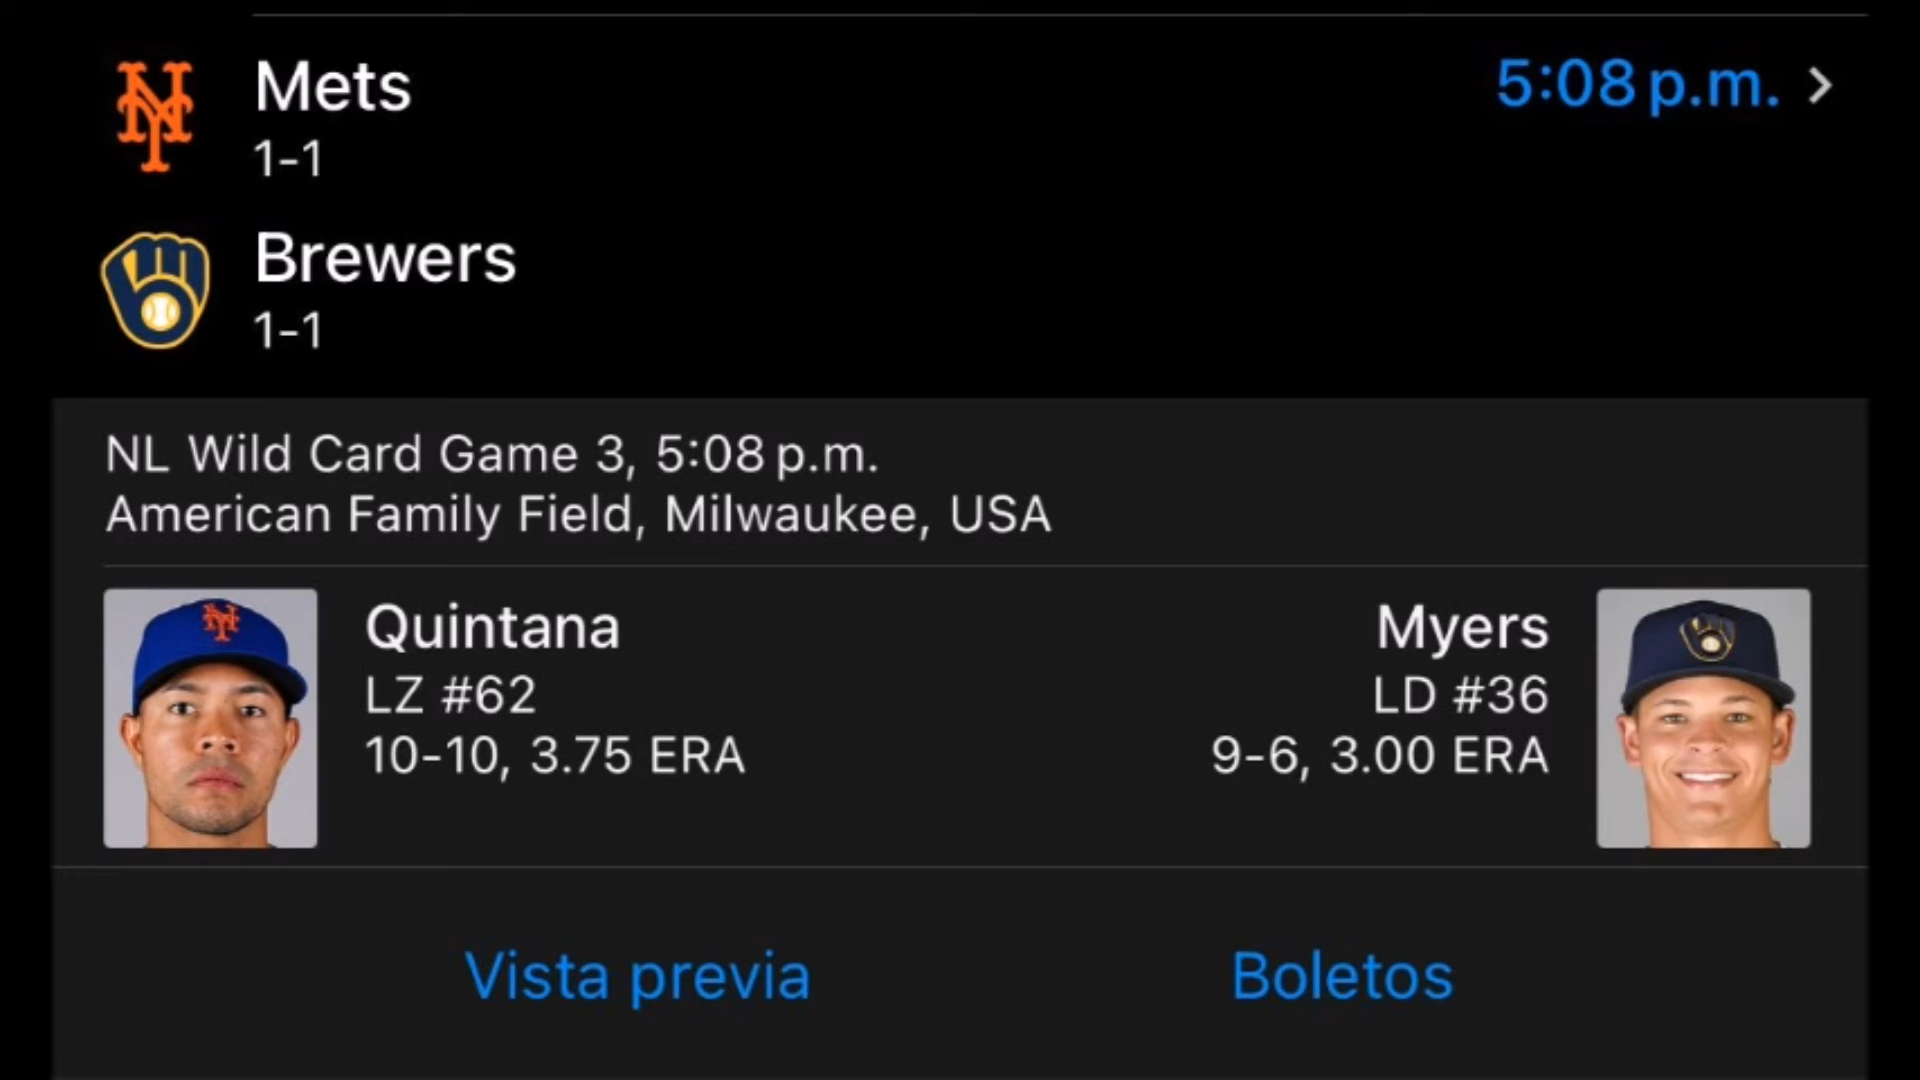 Mets
5:08 p.m.
1-1
Brewers
1-1
NL Wild Card Game 3, 5:08 p.m.
American Family Field, Milwaukee, USA
Quintana
LZ #62
10-10, 3.75 ERA
Myers
LD #36
9-6, 3.00 ERA
Vista previa
Boletos